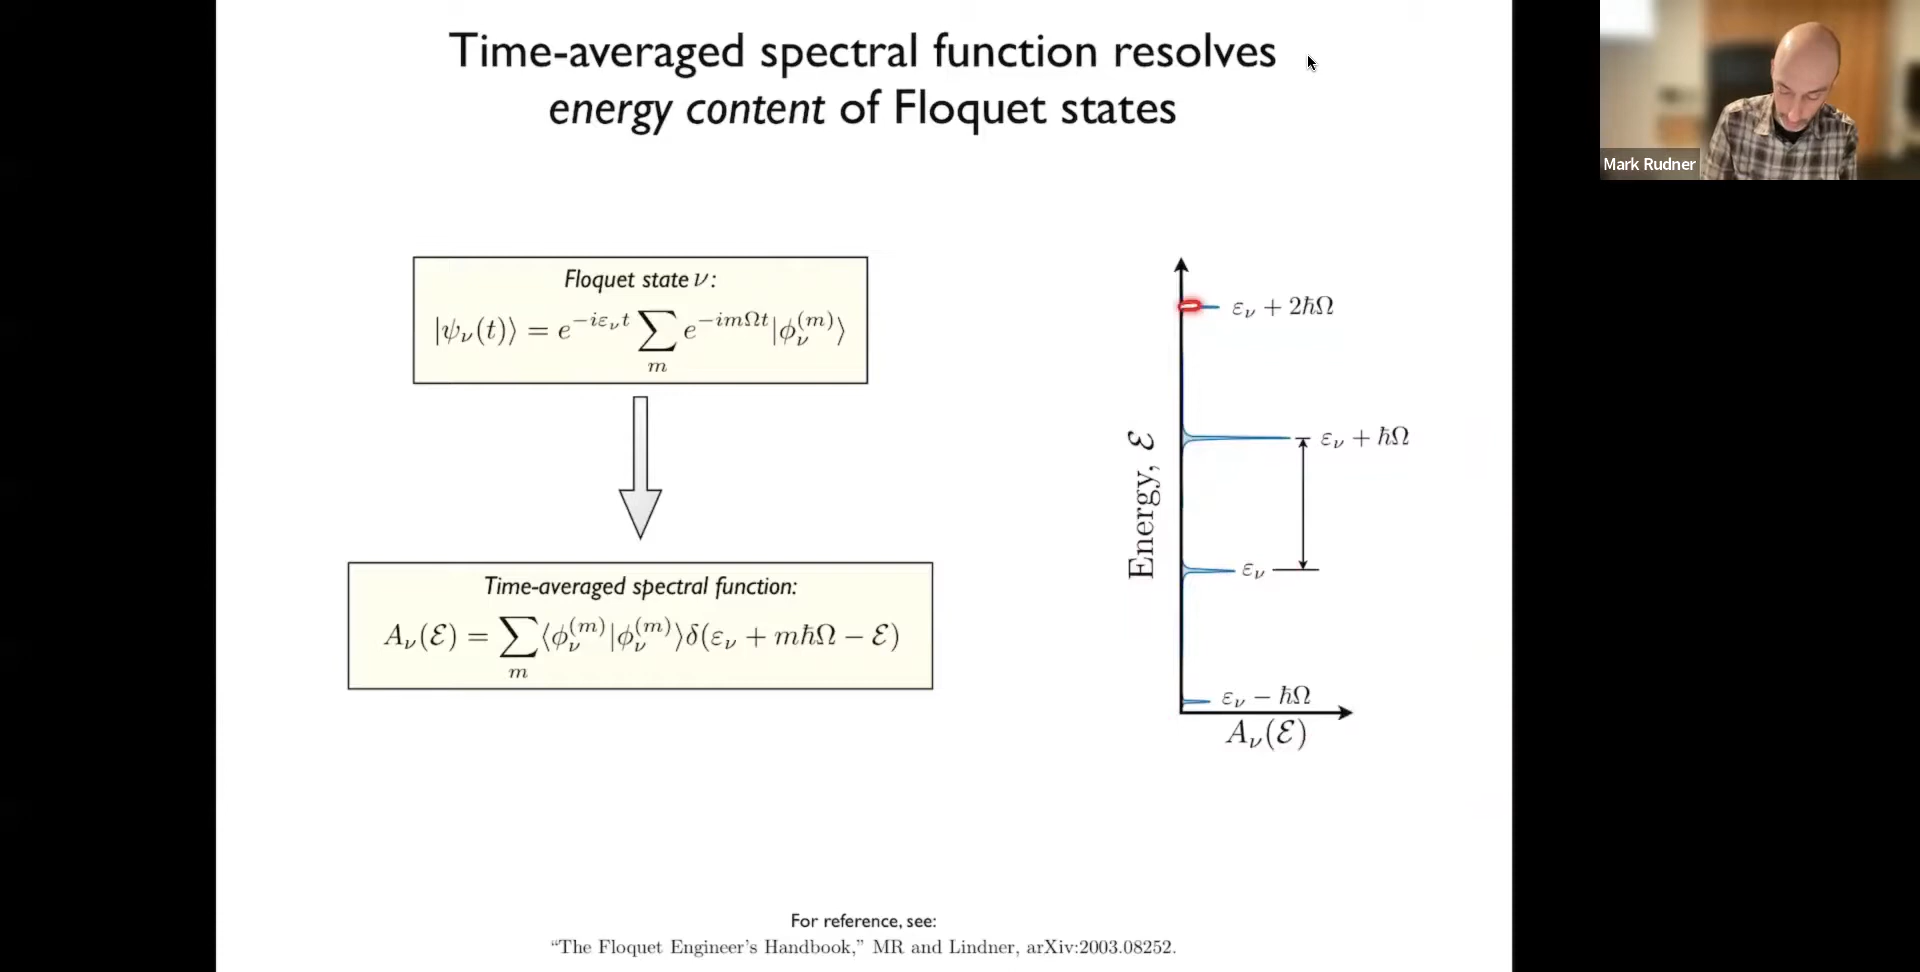 Time-averaged spectral function resolves
energy content of Floquet states
Mark Rudner
Floquet state ν:
|ψ_ν(t)⟩ = e^{-iε_ν t} ∑_m e^{-imΩt} |ϕ_ν^{(m)}⟩
Time-averaged spectral function:
A_ν(ℰ) = ∑_m ⟨ϕ_ν^{(m)}|ϕ_ν^{(m)}⟩ δ(ε_ν + mℏΩ − ℰ)
ε_ν + 2ℏΩ
ε_ν + ℏΩ
Energy, ℰ
ε_ν
ε_ν − ℏΩ
A_ν(ℰ)
For reference, see:
“The Floquet Engineer’s Handbook,” MR and Lindner, arXiv:2003.08252.